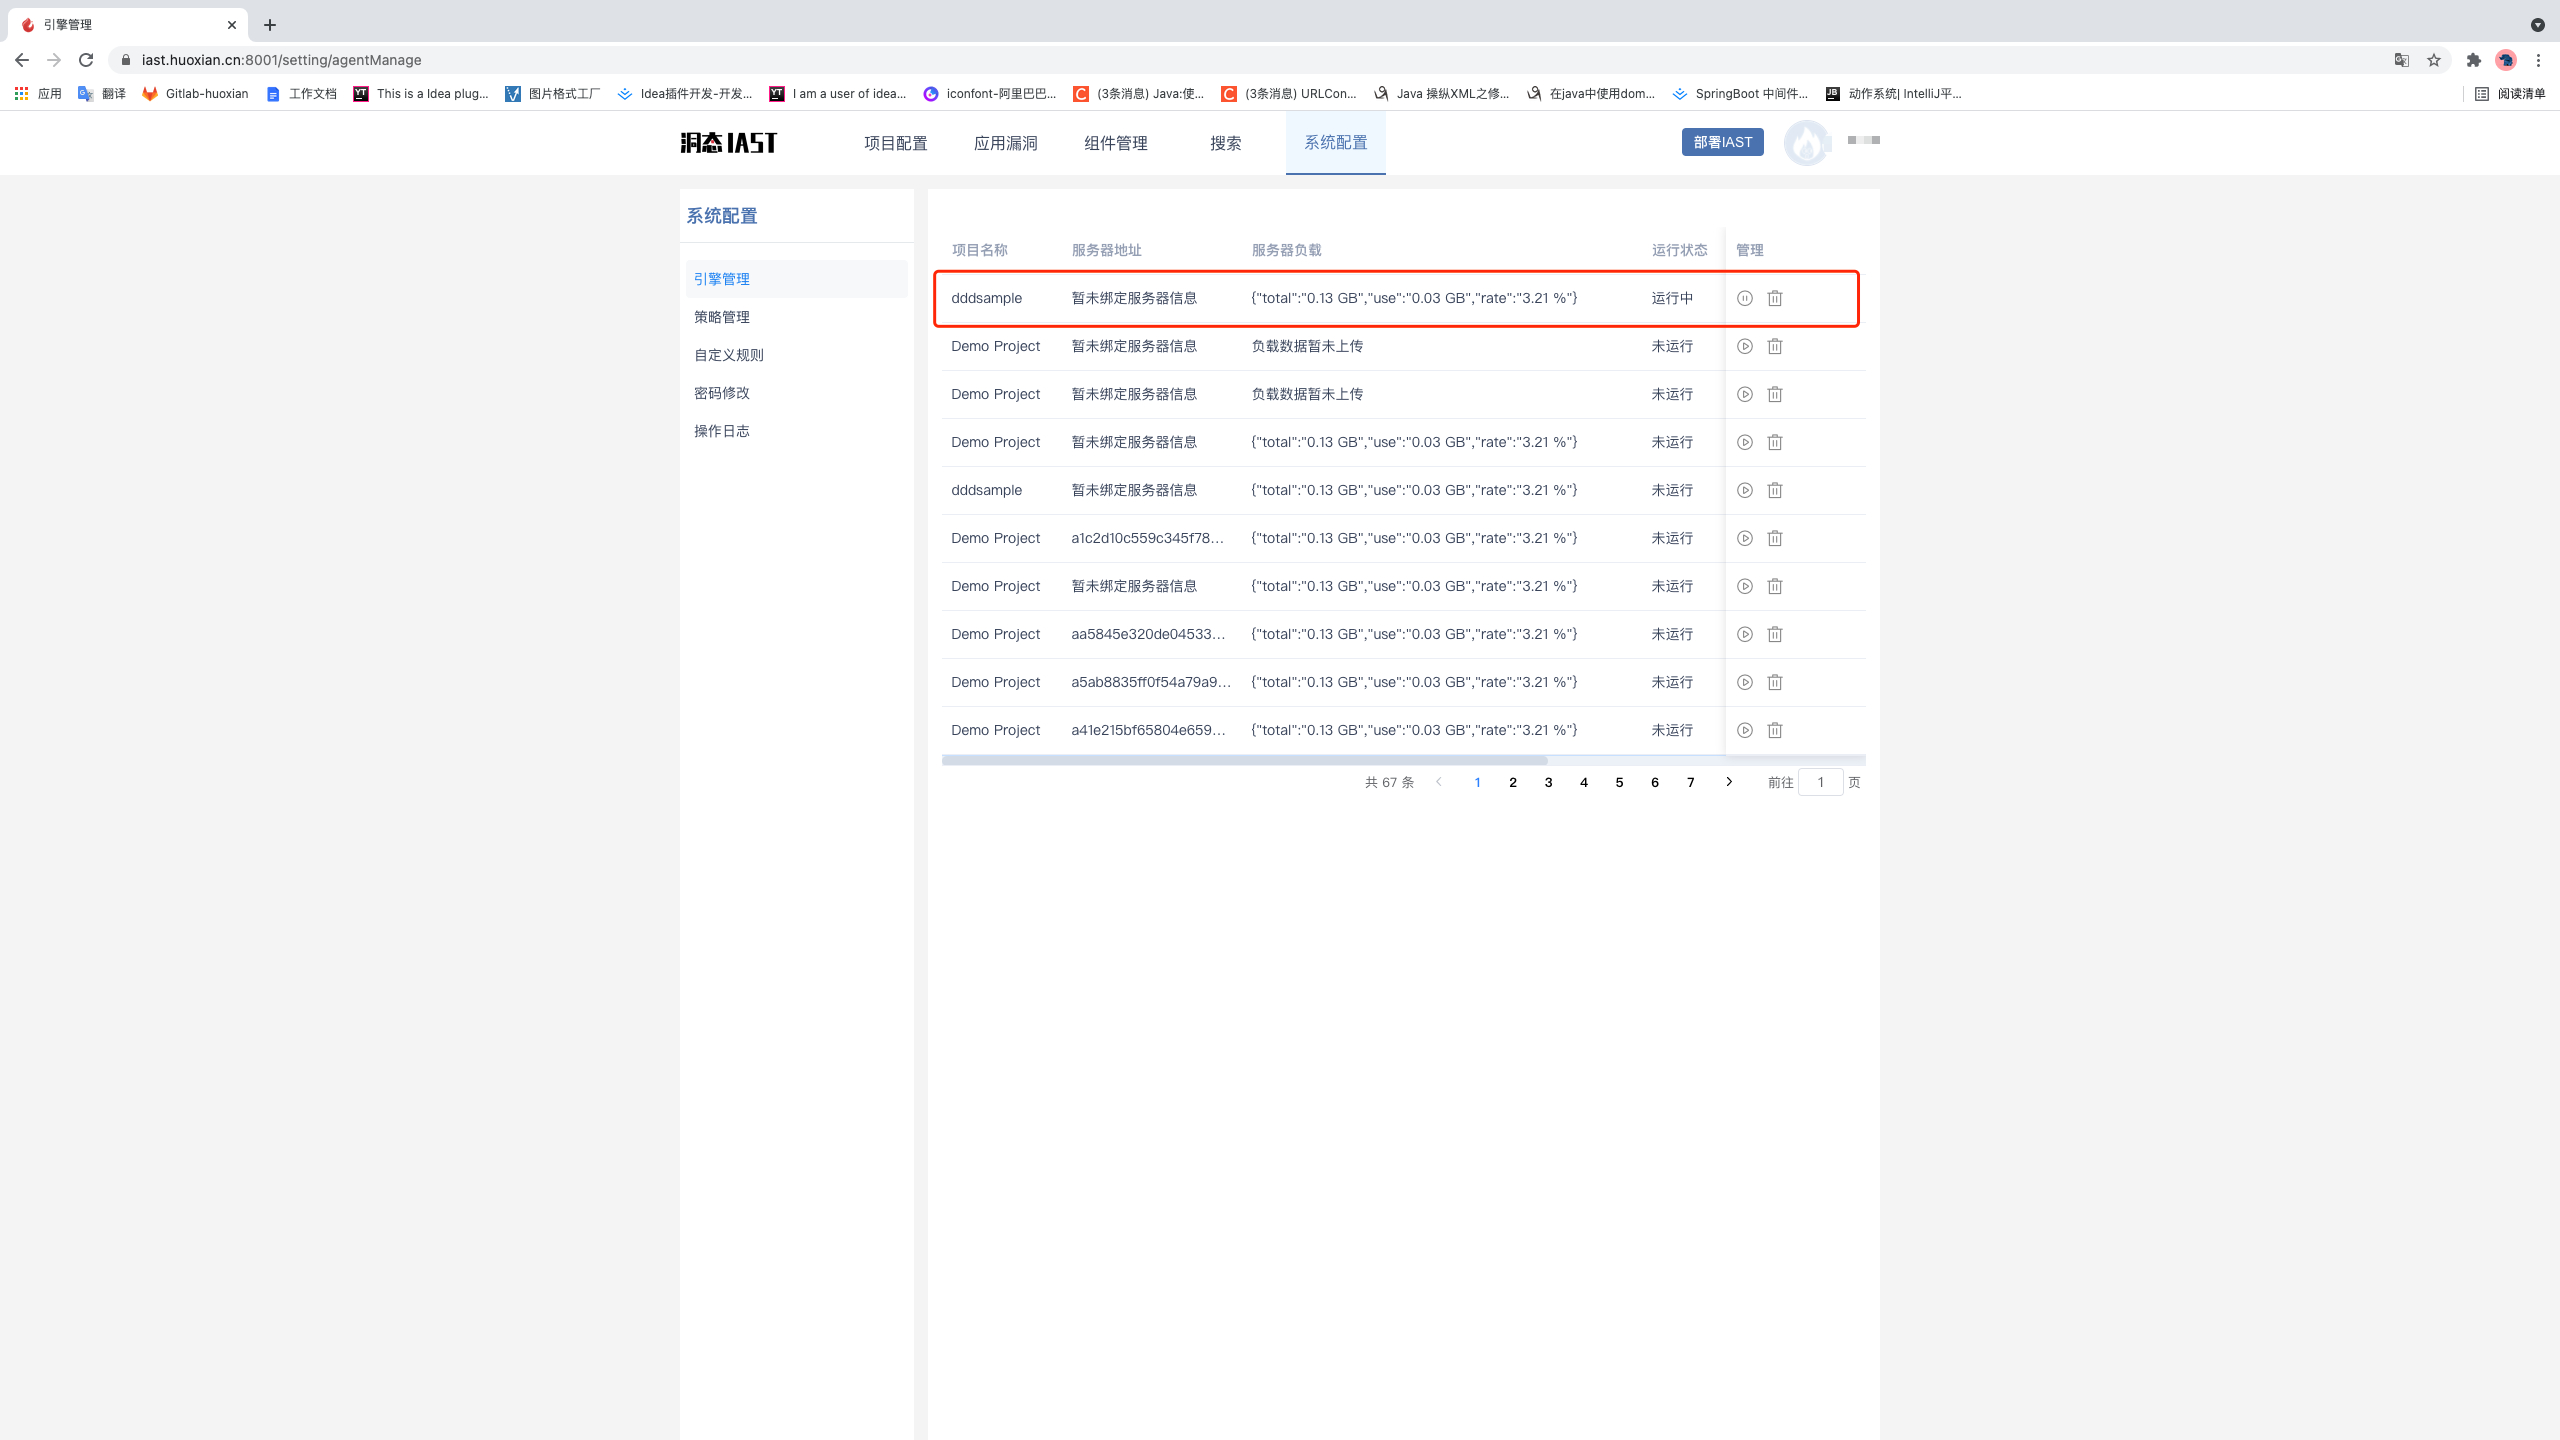 引擎管理
iast.huoxian.cn:8001/setting/agentManage
应用 翻译 Gitlab-huoxian 工作文档 This is a Idea plug... 图片格式工厂 Idea插件开发-开发... I am a user of idea... iconfont-阿里巴巴... (3条消息) Java:使... (3条消息) URLCon... Java 操纵XML之修... 在java中使用dom... SpringBoot 中间件... 动作系统| IntelliJ平... 阅读清单
洞态IAST 项目配置 应用漏洞 组件管理 搜索 系统配置 部署IAST
系统配置
引擎管理
策略管理
自定义规则
密码修改
操作日志
项目名称 服务器地址 服务器负载 运行状态 管理
dddsample 暂未绑定服务器信息 {"total":"0.13 GB","use":"0.03 GB","rate":"3.21 %"} 运行中
Demo Project 暂未绑定服务器信息 负载数据暂未上传 未运行
Demo Project 暂未绑定服务器信息 负载数据暂未上传 未运行
Demo Project 暂未绑定服务器信息 {"total":"0.13 GB","use":"0.03 GB","rate":"3.21 %"} 未运行
dddsample 暂未绑定服务器信息 {"total":"0.13 GB","use":"0.03 GB","rate":"3.21 %"} 未运行
Demo Project a1c2d10c559c345f78... {"total":"0.13 GB","use":"0.03 GB","rate":"3.21 %"} 未运行
Demo Project 暂未绑定服务器信息 {"total":"0.13 GB","use":"0.03 GB","rate":"3.21 %"} 未运行
Demo Project aa5845e320de04533... {"total":"0.13 GB","use":"0.03 GB","rate":"3.21 %"} 未运行
Demo Project a5ab8835ff0f54a79a9... {"total":"0.13 GB","use":"0.03 GB","rate":"3.21 %"} 未运行
Demo Project a41e215bf65804e659... {"total":"0.13 GB","use":"0.03 GB","rate":"3.21 %"} 未运行
共 67 条 1 2 3 4 5 6 7 前往 1 页